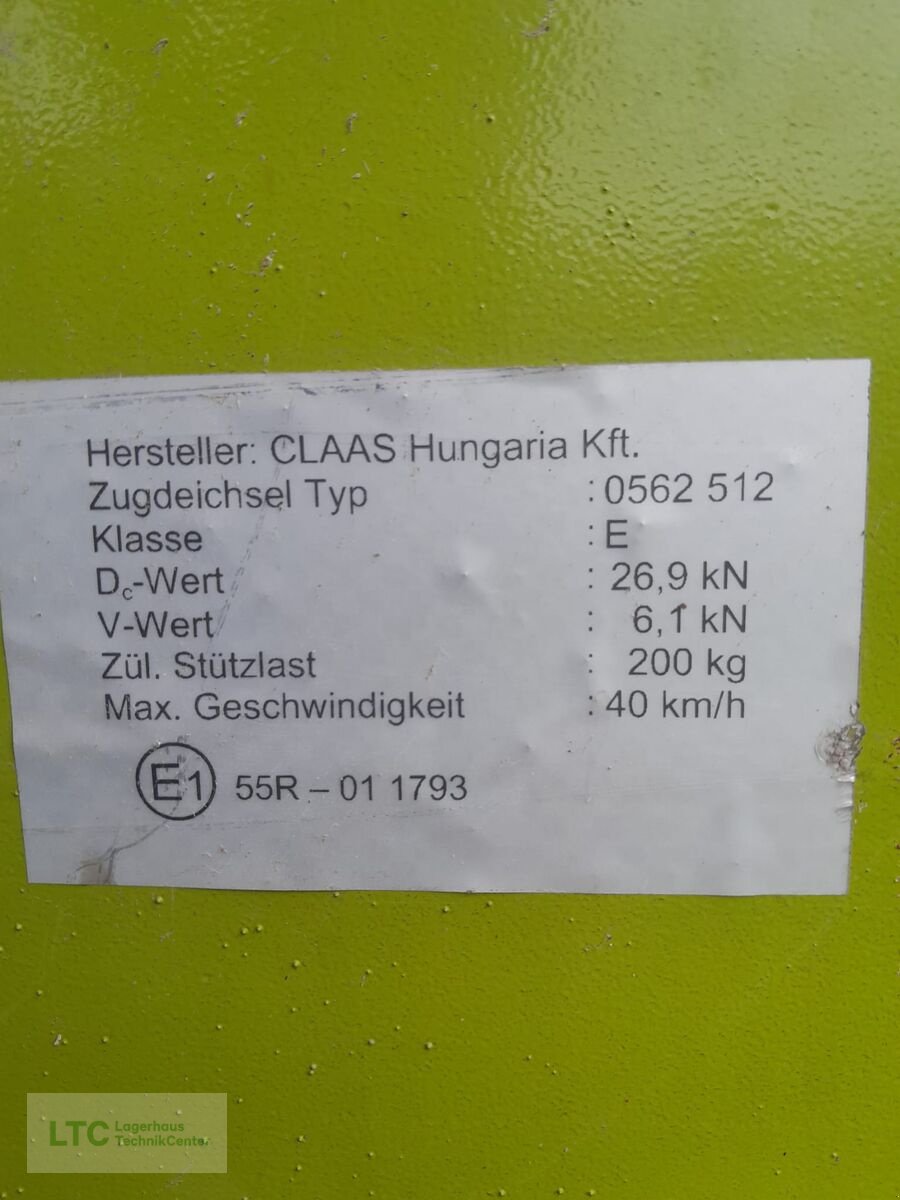 Hersteller: CLAAS Hungaria Kft.
Zugdeichsel Typ : 0562 512
Klasse : E
Dc-Wert : 26,9 kN
V-Wert : 6,1 kN
Zül. Stützlast : 200 kg
Max. Geschwindigkeit : 40 km/h
E1 55R – 01 1793
LTC Lagerhaus
TechnikCenter